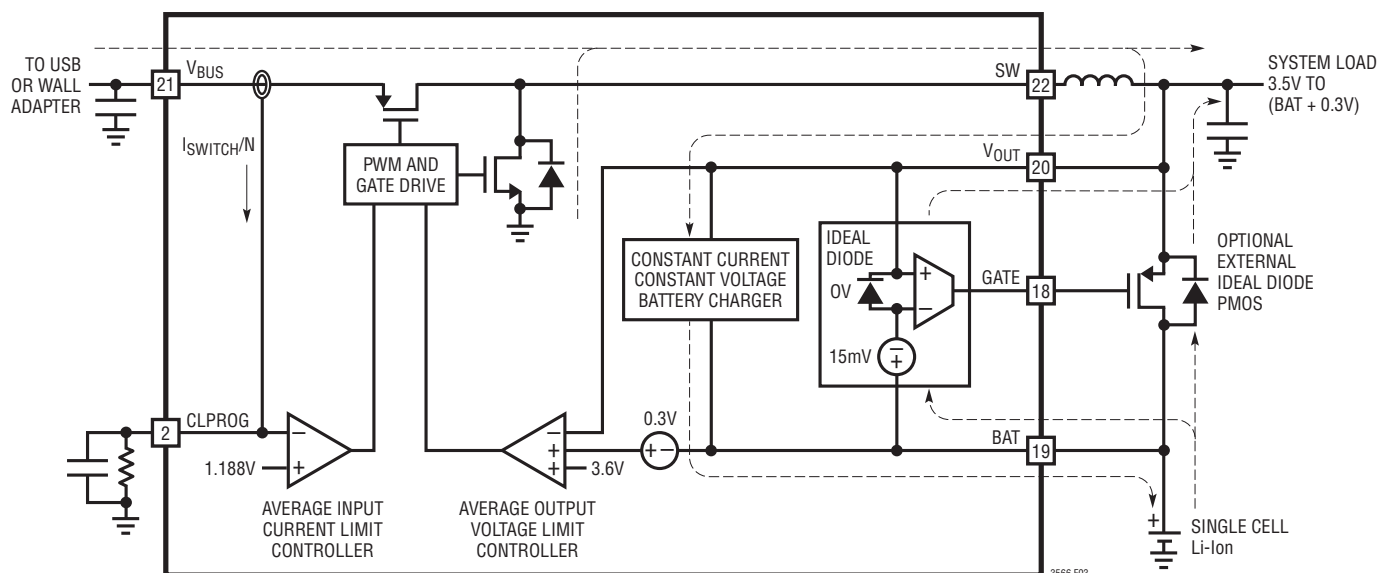 TO USB
OR WALL
ADAPTER
21
VBUS
SW
22
SYSTEM LOAD
3.5V TO
(BAT + 0.3V)
ISWITCH/N
PWM AND
GATE DRIVE
VOUT
20
CONSTANT CURRENT
CONSTANT VOLTAGE
BATTERY CHARGER
IDEAL
DIODE
0V
+
−
15mV
−
+
GATE
18
OPTIONAL
EXTERNAL
IDEAL DIODE
PMOS
2
CLPROG
−
1.188V
+
AVERAGE INPUT
CURRENT LIMIT
CONTROLLER
−
+
+
3.6V
AVERAGE OUTPUT
VOLTAGE LIMIT
CONTROLLER
0.3V
+ −
BAT
19
+
SINGLE CELL
Li-Ion
3566 F03